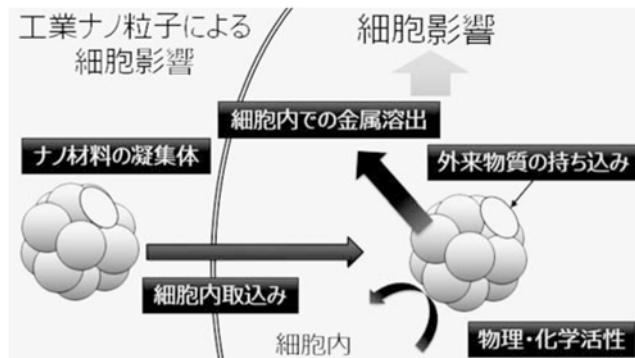 工業ナノ粒子による
細胞影響
細胞影響
細胞内での金属溶出
ナノ材料の凝集体
外来物質の持ち込み
細胞内取込み
細胞内
物理・化学活性